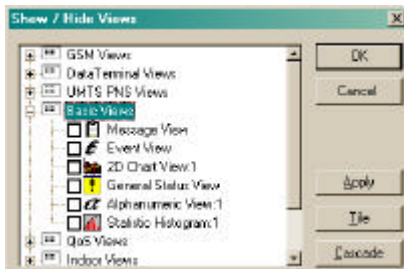 Show / Hide Views
GSM Views
OK
DataTerminal Views
Cancel
UMTS PNS Views
Basic Views
Message View
Event View
2D Chart View:1
General Status View
Apply
Alphanumeric View:1
Statistic Histogram:1
Tile
QoS Views
Indoor Views
Cascade